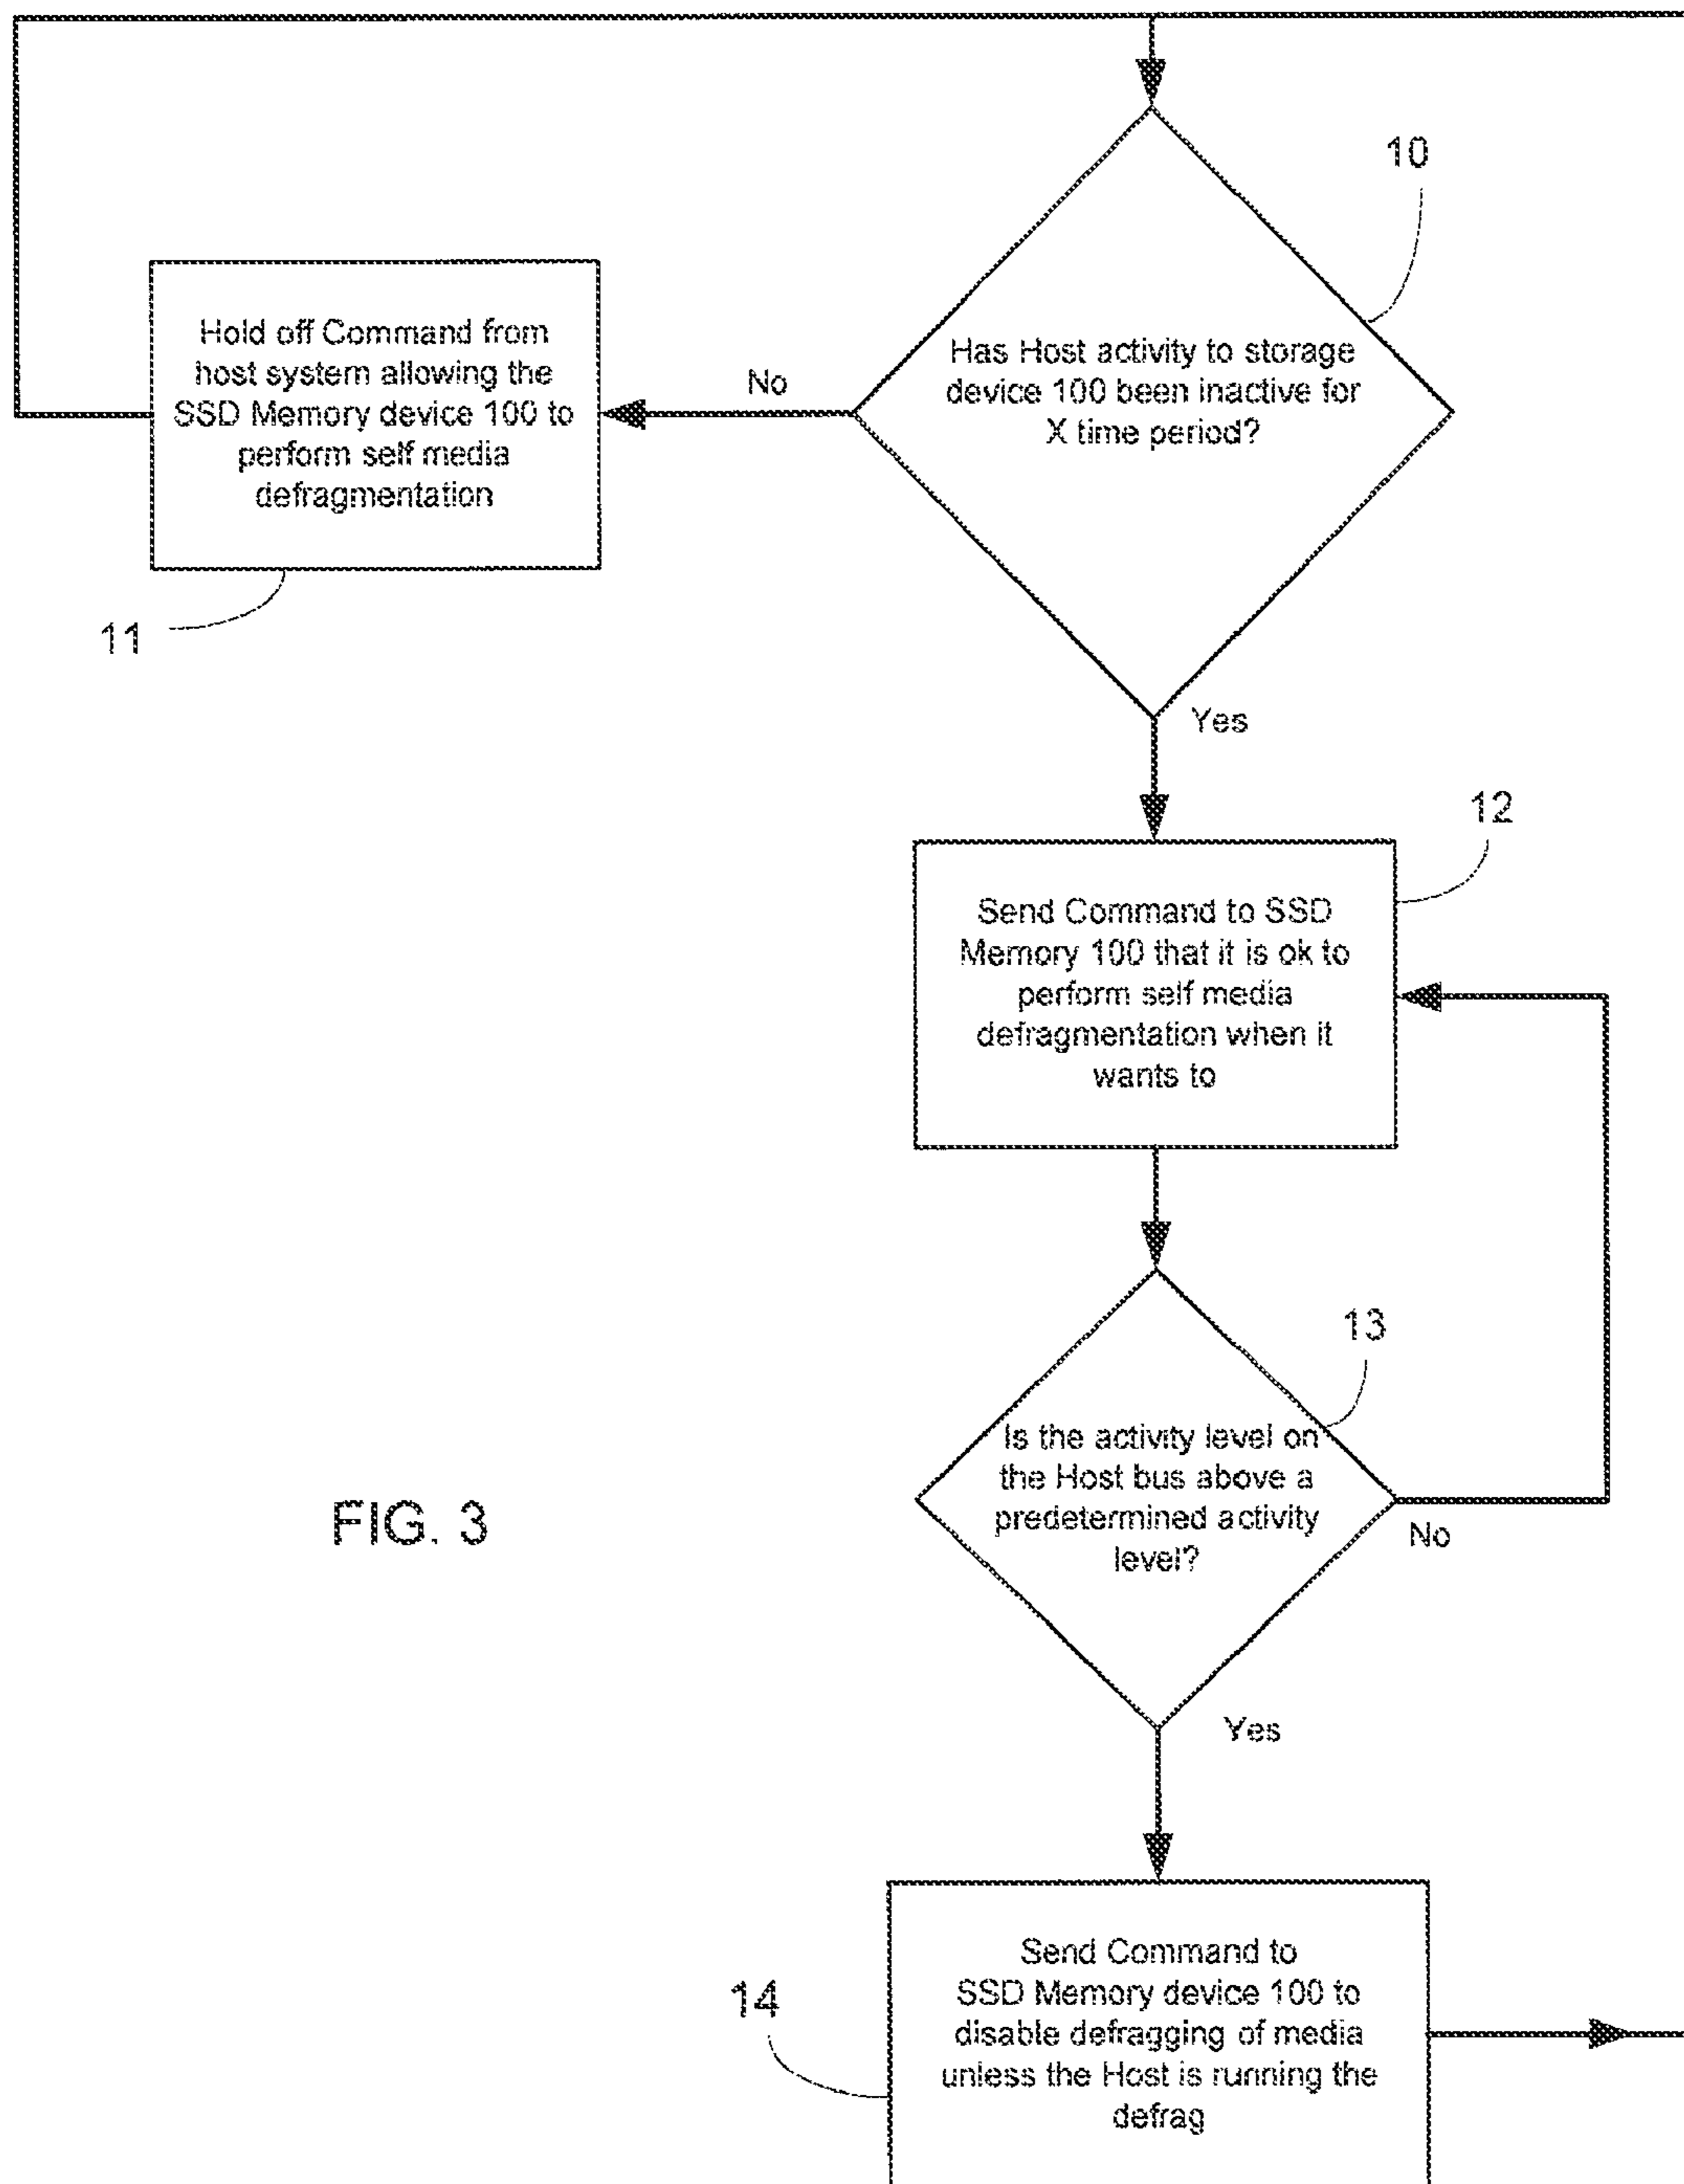 10
Has Host activity to storage
device 100 been inactive for
X time period?
No
Hold off Command from
host system allowing the
SSD Memory device 100 to
perform self media
defragmentation
11
Yes
12
Send Command to SSD
Memory 100 that it is ok to
perform self media
defragmentation when it
wants to
13
Is the activity level on
the Host bus above a
predetermined activity
level?
No
FIG. 3
Yes
14
Send Command to
SSD Memory device 100 to
disable defragging of media
unless the Host is running the
defrag